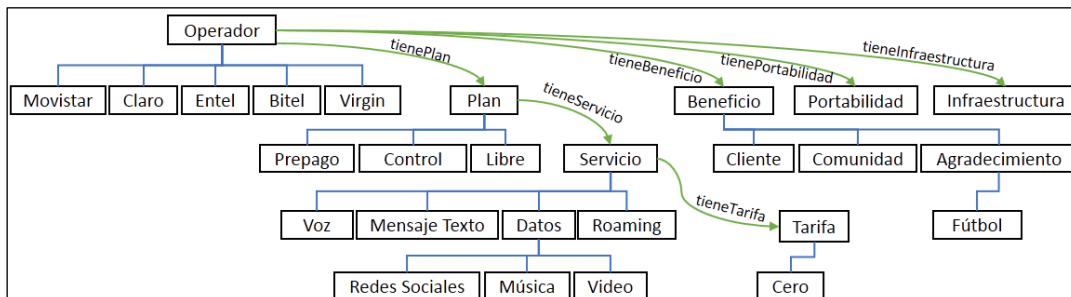 Operador
tienePlan
tieneBeneficio
tienePortabilidad
tieneInfraestructura
Movistar
Claro
Entel
Bitel
Virgin
Plan
tieneServicio
Beneficio
Portabilidad
Infraestructura
Prepago
Control
Libre
Servicio
Cliente
Comunidad
Agradecimiento
tieneTarifa
Voz
Mensaje Texto
Datos
Roaming
Tarifa
Fútbol
Redes Sociales
Música
Video
Cero